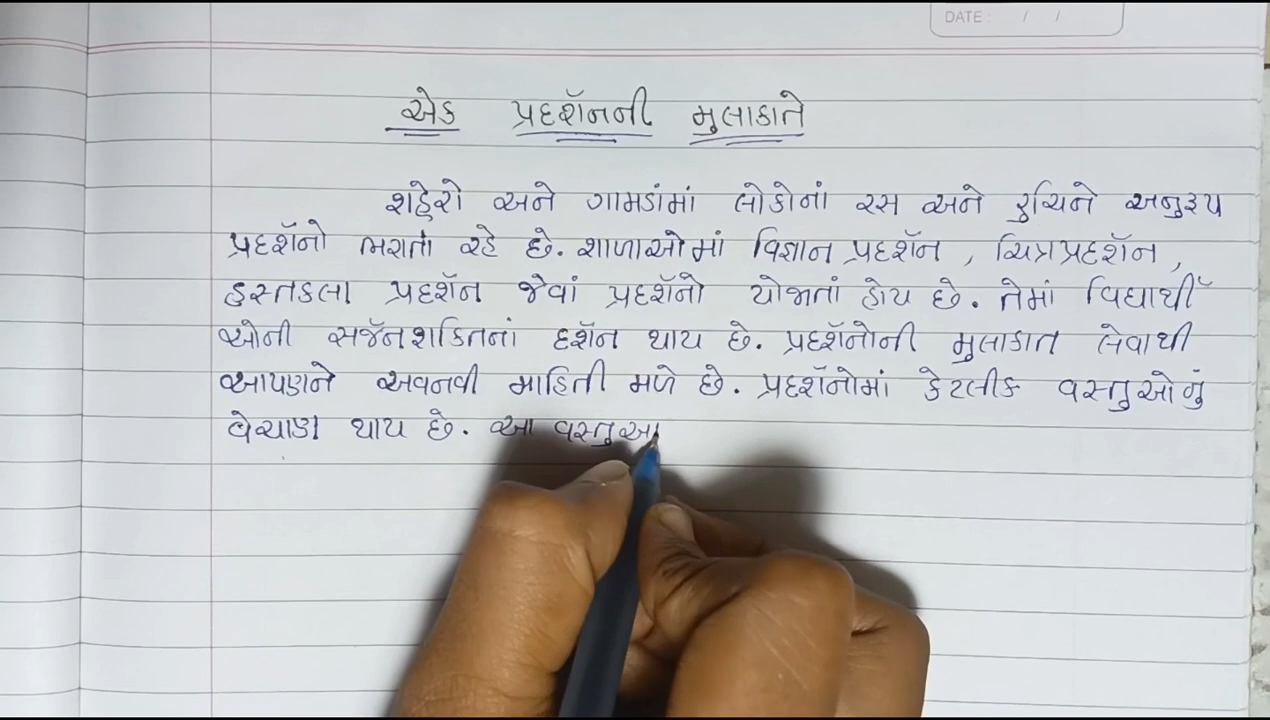 DATE: / /
એક પ્રદર્શનની મુલાકાતે
શહેરો અને ગામડાંમાં લોકોનાં રસ અને રુચિને અનુરૂપ
પ્રદર્શનો ભરાતા રહે છે. શાળાઓમાં વિજ્ઞાન પ્રદર્શન, ચિત્રપ્રદર્શન,
હસ્તકલા પ્રદર્શન જેવાં પ્રદર્શનો યોજાતાં હોય છે. તેમાં વિદ્યાર્થી
ઓની સર્જનશકિતનાં દર્શન થાય છે. પ્રદર્શનોની મુલાકાત લેવાથી
આપણને અવનવી માહિતી મળે છે. પ્રદર્શનોમાં કેટલીક વસ્તુઓનું
વેચાણ થાય છે. આ વસ્તુઆ